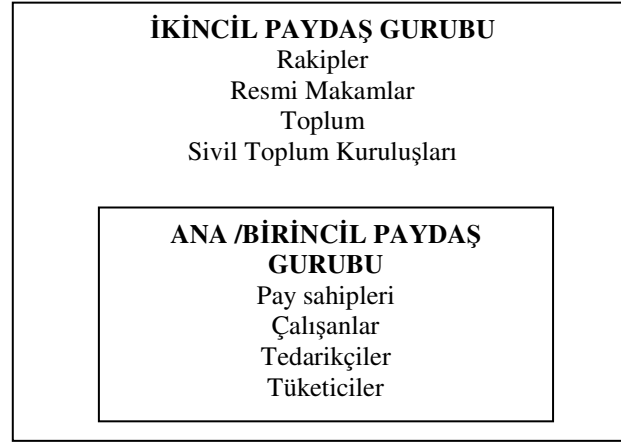 İKİNCİL PAYDAŞ GURUBU
Rakipler
Resmi Makamlar
Toplum
Sivil Toplum Kuruluşları
ANA /BİRİNCİL PAYDAŞ
GURUBU
Pay sahipleri
Çalışanlar
Tedarikçiler
Tüketiciler